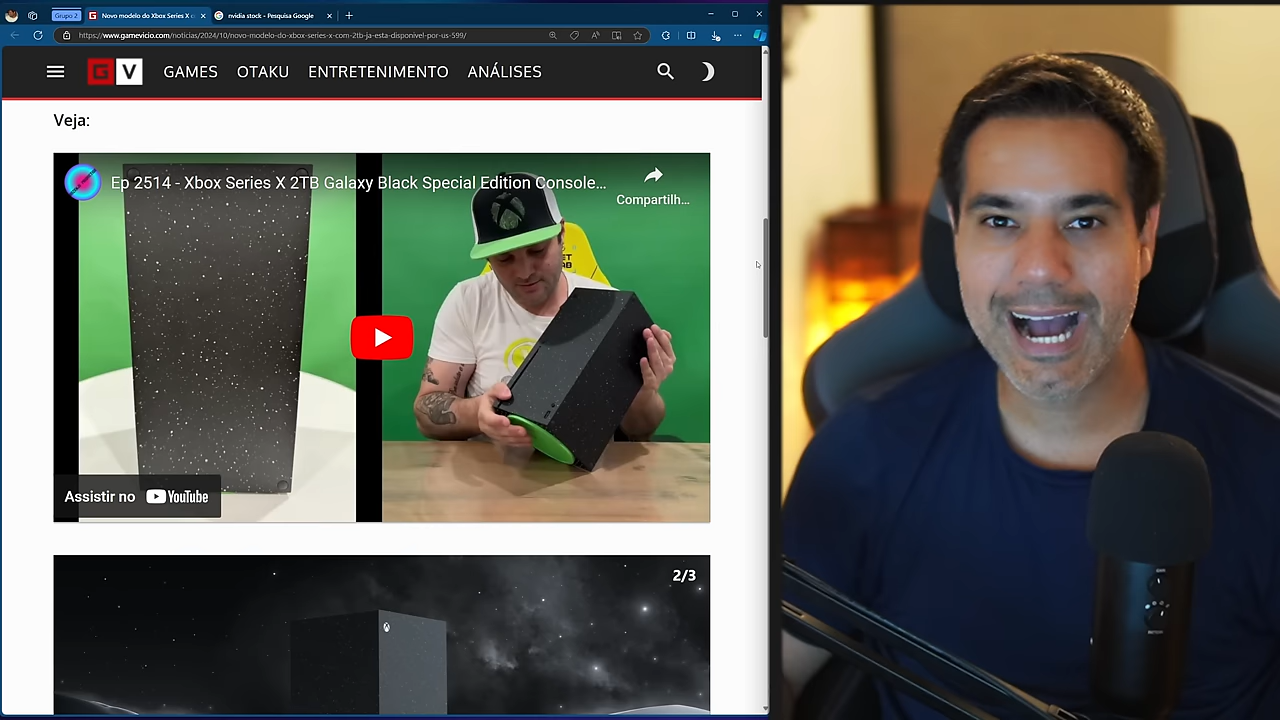 Grupo 2
Novo modelo do Xbox Series X c
nvidia stock - Pesquisa Google
https://www.gamevicio.com/noticias/2024/10/novo-modelo-do-xbox-series-x-com-2tb-ja-esta-disponivel-por-us-599/
G V
GAMES
OTAKU
ENTRETENIMENTO
ANÁLISES
Veja:
Ep 2514 - Xbox Series X 2TB Galaxy Black Special Edition Console...
Compartilh...
Assistir no YouTube
2/3